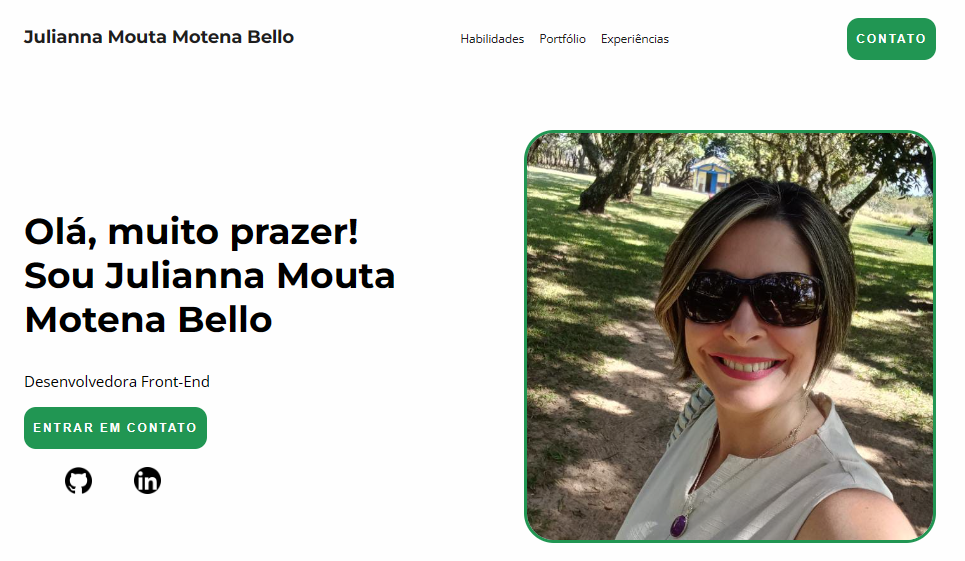 Julianna Mouta Motena Bello
Habilidades Portfólio Experiências
CONTATO
Olá, muito prazer!
Sou Julianna Mouta
Motena Bello
Desenvolvedora Front-End
ENTRAR EM CONTATO
in